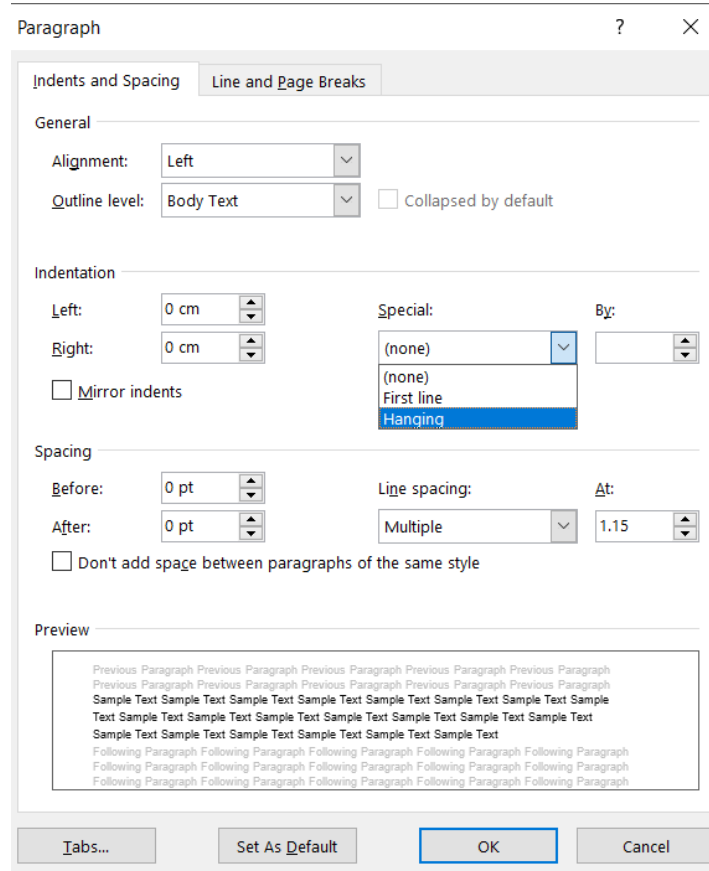 Paragraph ?
Indents and Spacing Line and Page Breaks
General
Alignment: Left
Outline level: Body Text Collapsed by default
Indentation
Left: 0 cm Special: By:
Right: 0 cm (none)
(none)
Mirror indents First line
Hanging
Spacing
Before: 0 pt Line spacing: At:
After: 0 pt Multiple 1.15
Don't add space between paragraphs of the same style
Preview
Previous Paragraph Previous Paragraph Previous Paragraph Previous Paragraph Previous Paragraph
Previous Paragraph Previous Paragraph Previous Paragraph Previous Paragraph Previous Paragraph
Sample Text Sample Text Sample Text Sample Text Sample Text Sample Text Sample Text Sample
Text Sample Text Sample Text Sample Text Sample Text Sample Text Sample Text Sample Text
Sample Text Sample Text Sample Text Sample Text Sample Text Sample Text
Following Paragraph Following Paragraph Following Paragraph Following Paragraph Following Paragraph
Following Paragraph Following Paragraph Following Paragraph Following Paragraph Following Paragraph
Following Paragraph Following Paragraph Following Paragraph Following Paragraph Following Paragraph
Tabs... Set As Default OK Cancel